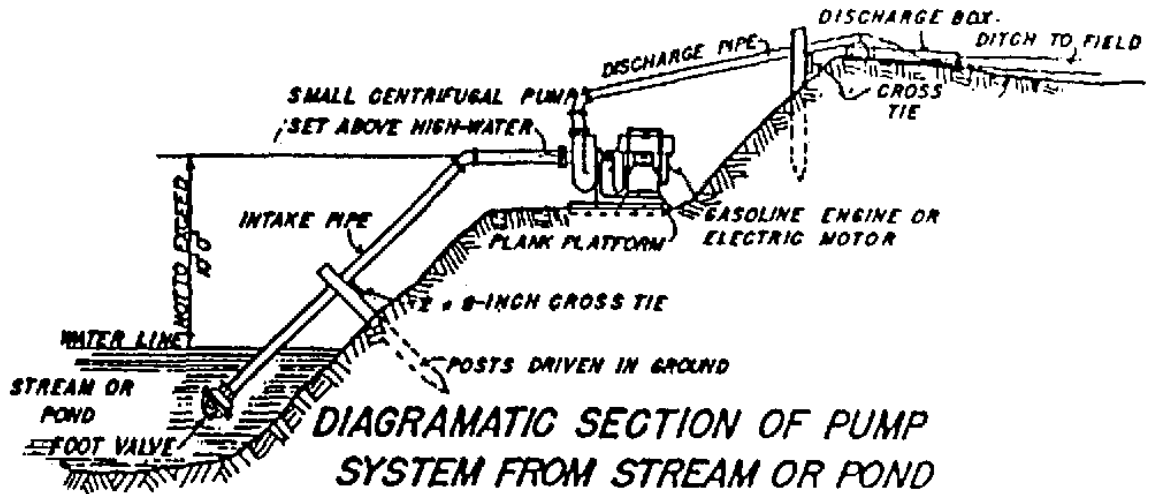 DISCHARGE BOX.
DITCH TO FIELD
DISCHARGE PIPE
CROSS
TIE
SMALL CENTRIFUGAL PUMP
SET ABOVE HIGH-WATER
INTAKE PIPE
NOT TO EXCEED
GASOLINE ENGINE OR
ELECTRIC MOTOR
PLANK PLATFORM
8-INCH CROSS TIE
WATER LINE
POSTS DRIVEN IN GROUND
STREAM OR
POND
FOOT VALVE
DIAGRAMATIC SECTION OF PUMP
SYSTEM FROM STREAM OR POND